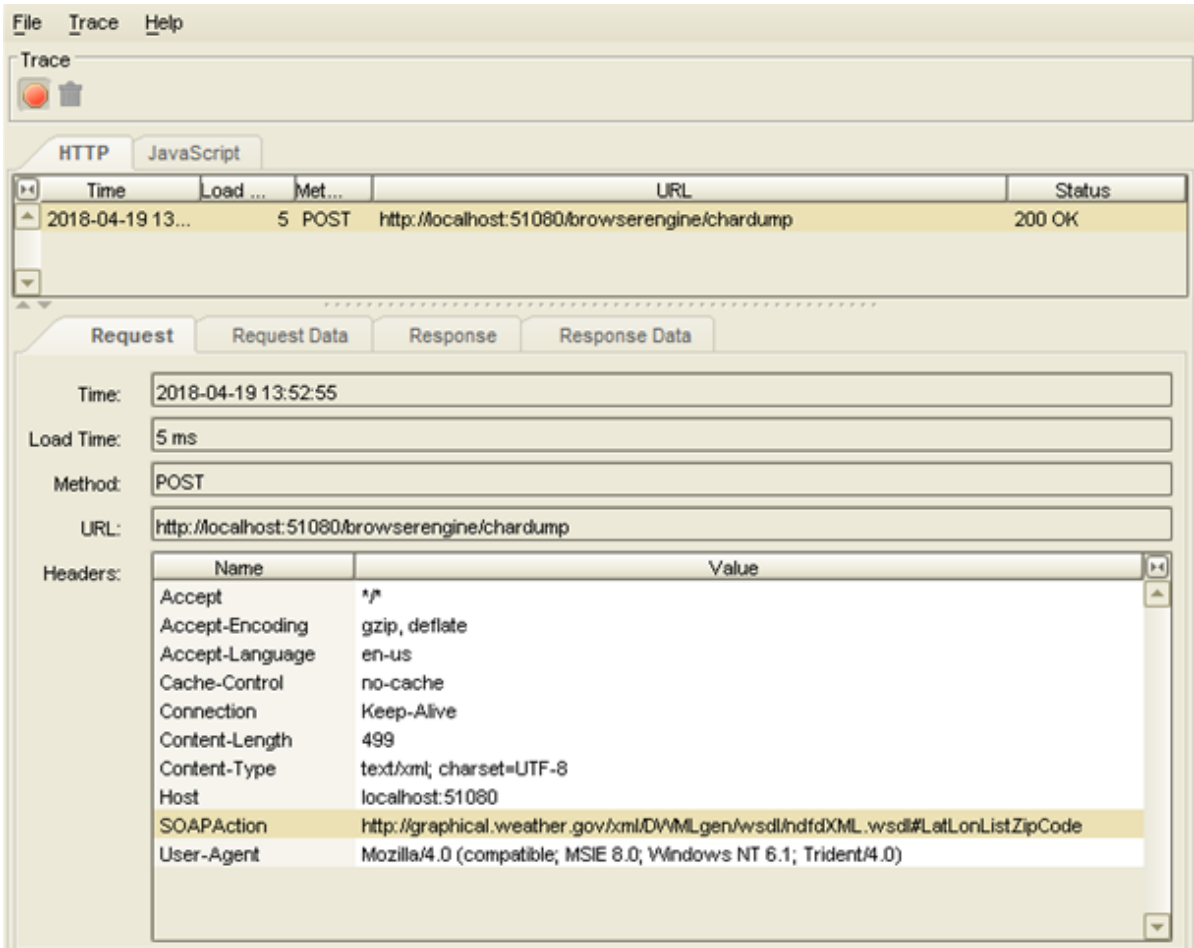 File Trace Help
Trace
HTTP JavaScript
Time Load ... Met... URL Status
2018-04-19 13... 5 POST http://localhost:51080/browserengine/chardump 200 OK
Request Request Data Response Response Data
Time: 2018-04-19 13:52:55
Load Time: 5 ms
Method: POST
URL: http://localhost:51080/browserengine/chardump
Headers: Name Value
Accept */*
Accept-Encoding gzip, deflate
Accept-Language en-us
Cache-Control no-cache
Connection Keep-Alive
Content-Length 499
Content-Type text/xml; charset=UTF-8
Host localhost:51080
SOAPAction http://graphical.weather.gov/xml/DWMLgen/wsdl/ndfdXML.wsdl#LatLonListZipCode
User-Agent Mozilla/4.0 (compatible; MSIE 8.0; Windows NT 6.1; Trident/4.0)